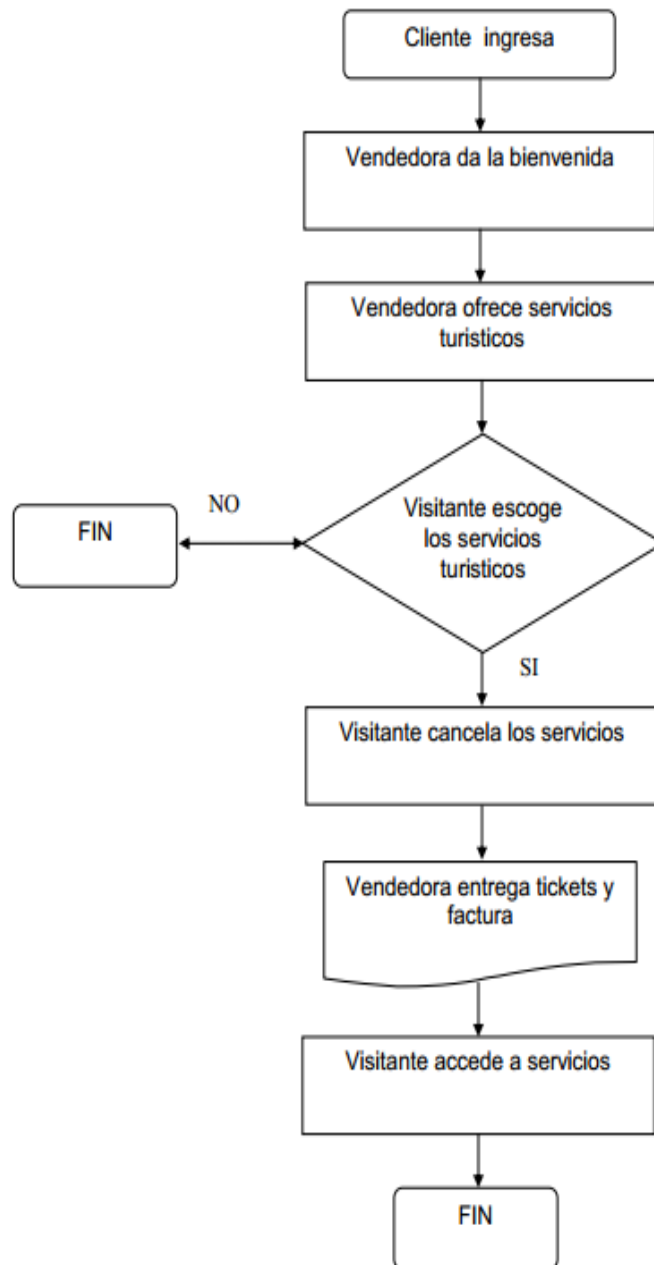 Cliente ingresa
Vendedora da la bienvenida
Vendedora ofrece servicios
turisticos
Visitante escoge
los servicios
turisticos
NO
FIN
SI
Visitante cancela los servicios
Vendedora entrega tickets y
factura
Visitante accede a servicios
FIN